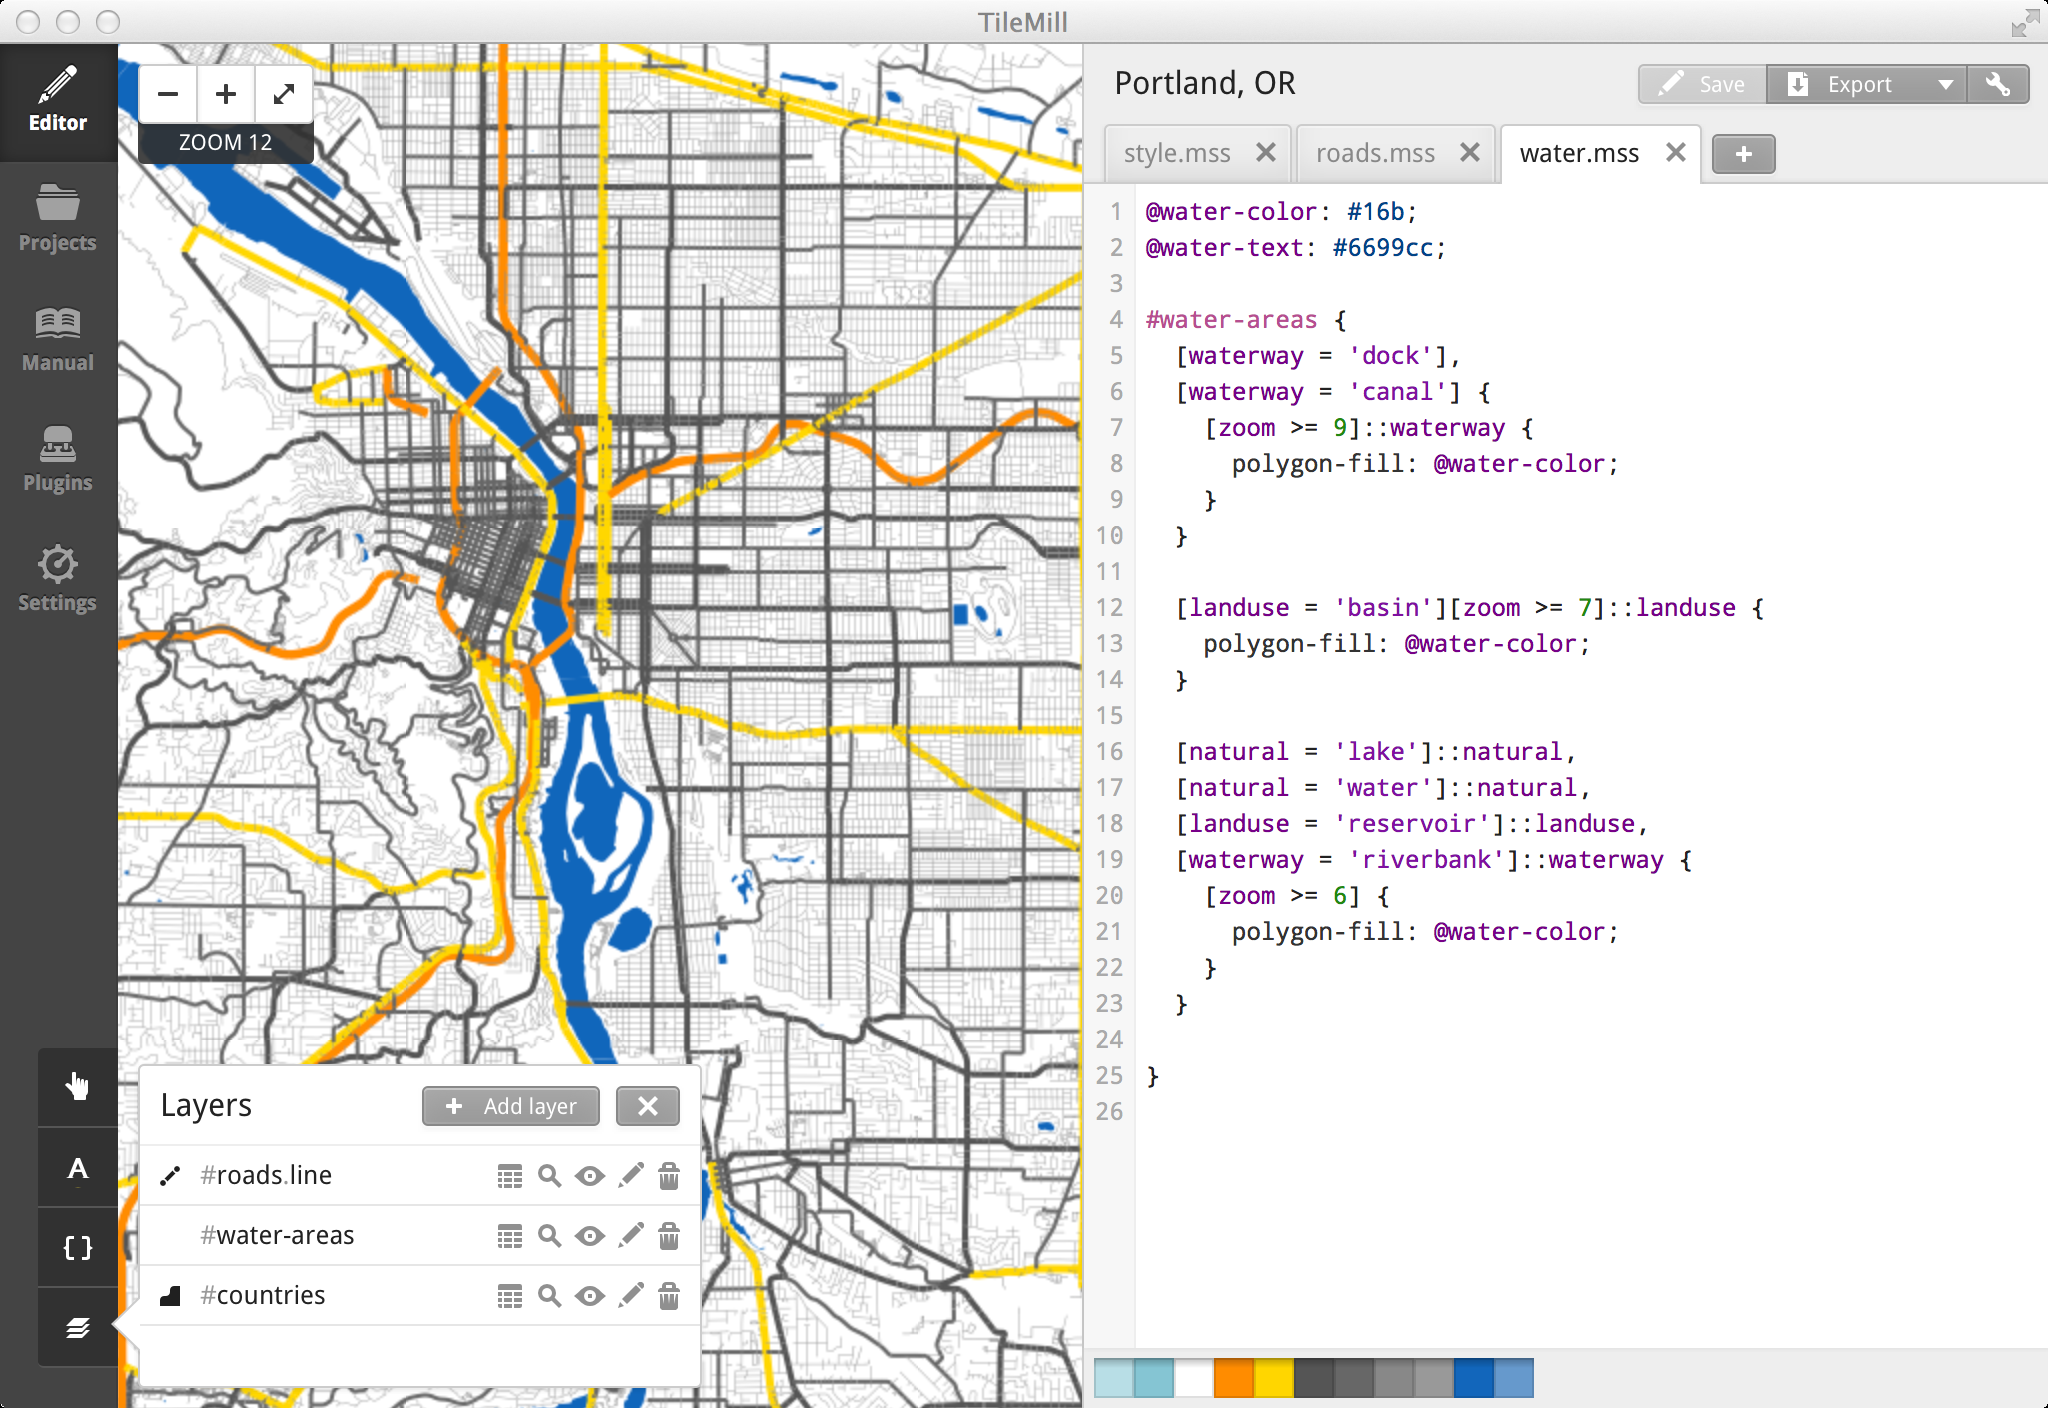 TileMill
Editor
Projects
Manual
Plugins
Settings
ZOOM 12
A
{ }
Layers
+ Add layer
#roads.line
#water-areas
#countries
Portland, OR
Save
Export
style.mss
roads.mss
water.mss
+
1 @water-color: #16b;
2 @water-text: #6699cc;
3
4 #water-areas {
5 [waterway = 'dock'],
6 [waterway = 'canal'] {
7 [zoom >= 9]::waterway {
8 polygon-fill: @water-color;
9 }
10 }
11
12 [landuse = 'basin'][zoom >= 7]::landuse {
13 polygon-fill: @water-color;
14 }
15
16 [natural = 'lake']::natural,
17 [natural = 'water']::natural,
18 [landuse = 'reservoir']::landuse,
19 [waterway = 'riverbank']::waterway {
20 [zoom >= 6] {
21 polygon-fill: @water-color;
22 }
23 }
24
25 }
26